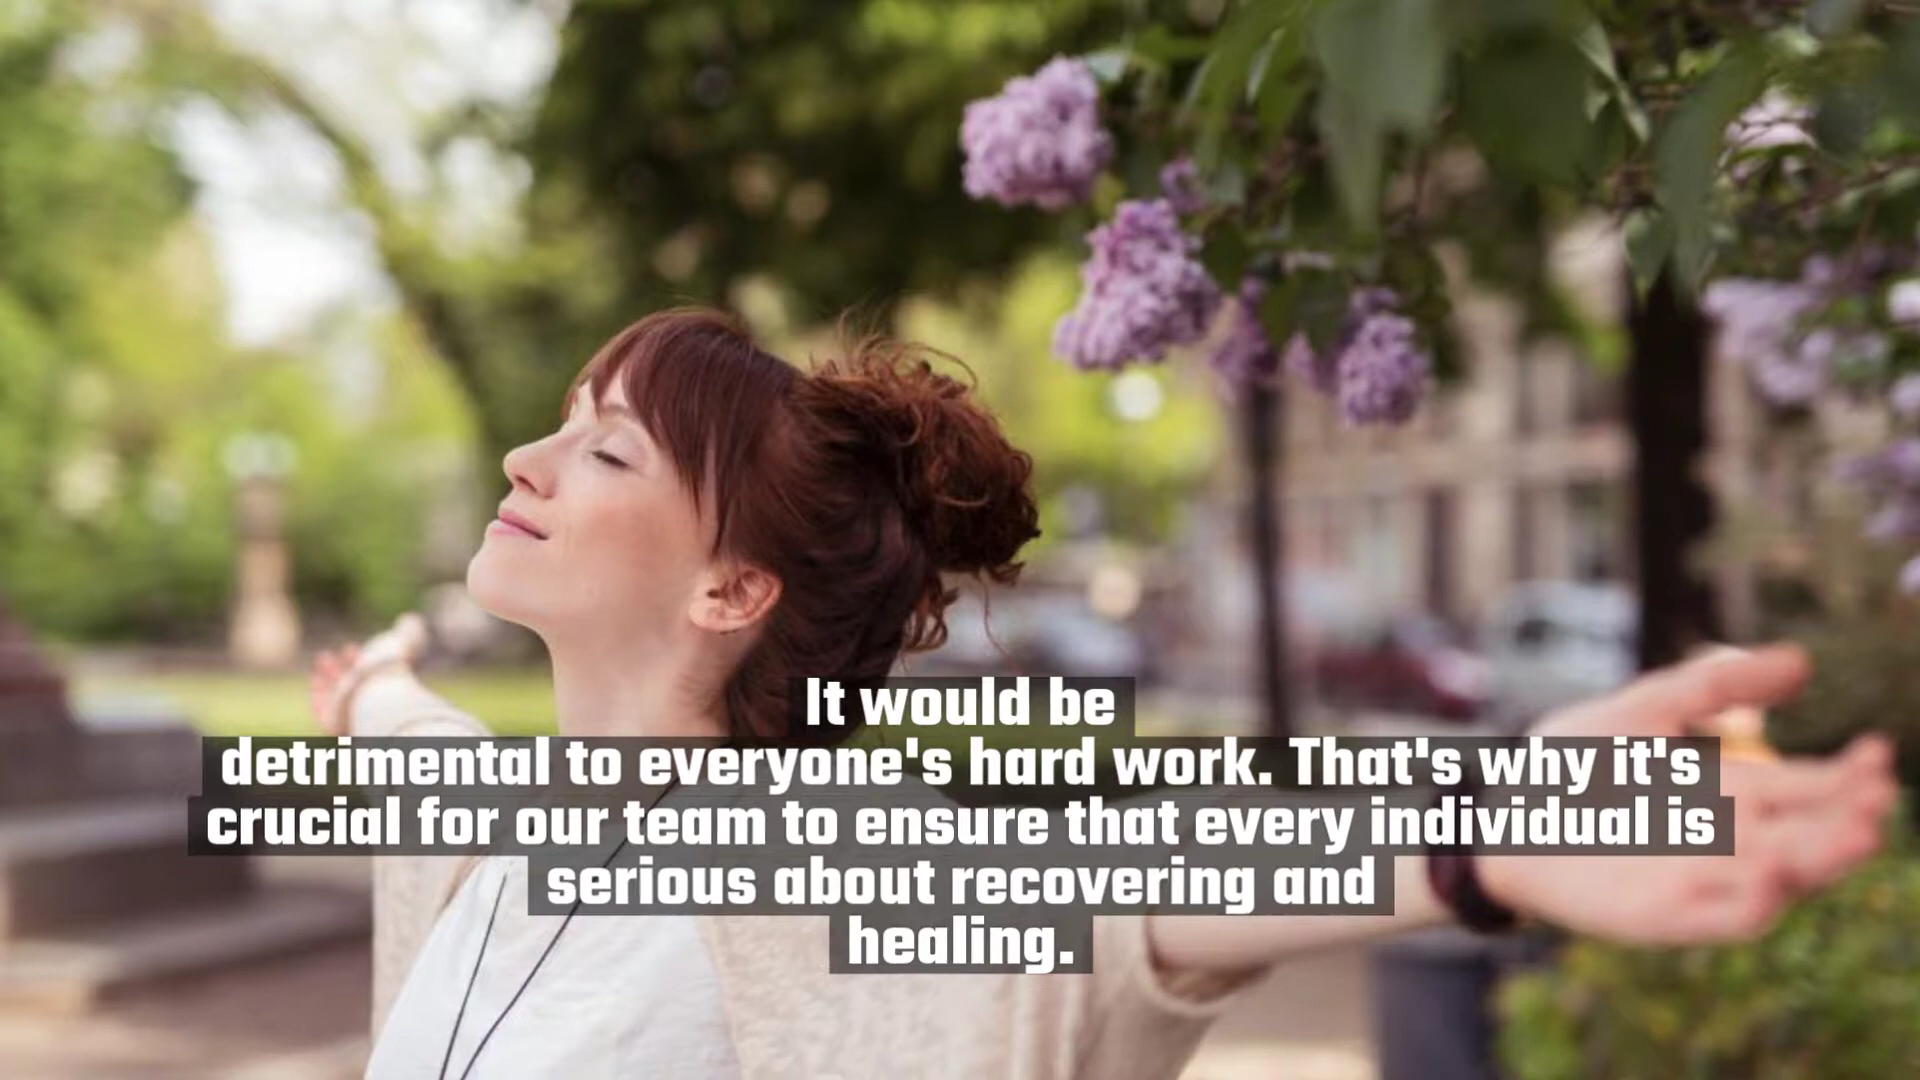 It would be
detrimental to everyone's hard work. That's why it's
crucial for our team to ensure that every individual is
serious about recovering and
healing.